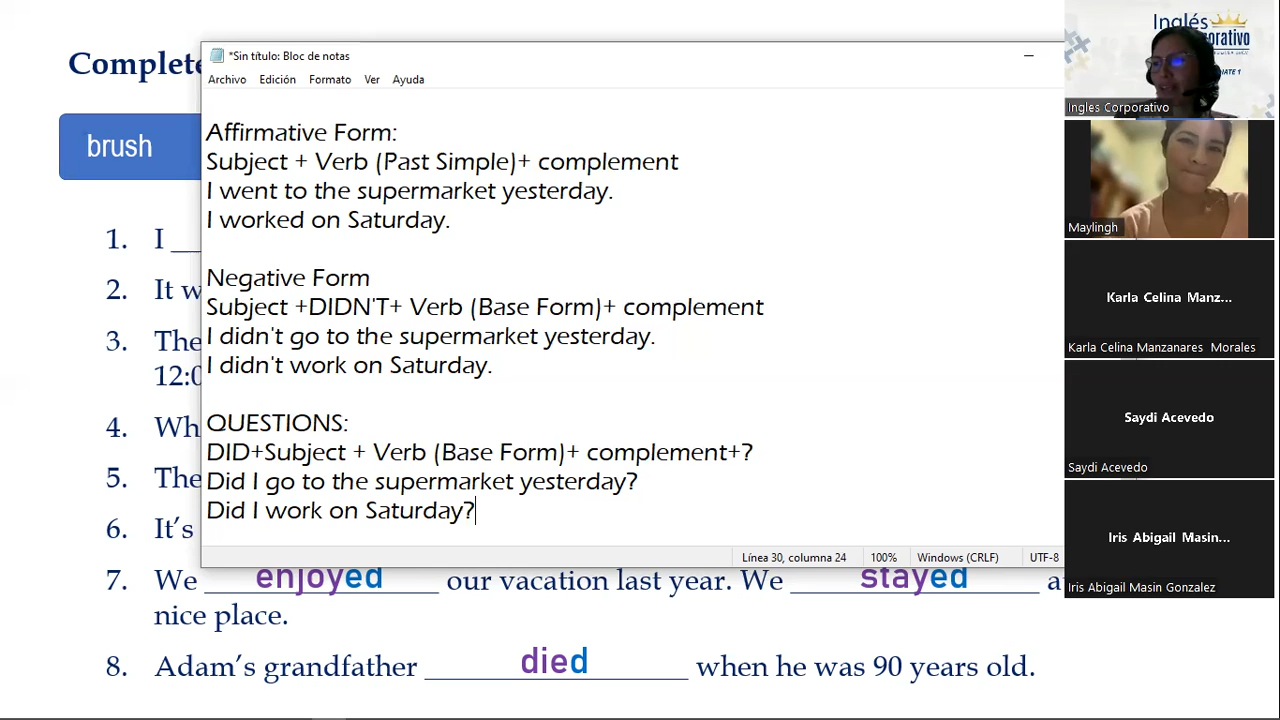 Complete
*Sin título: Bloc de notas
Archivo Edición Formato Ver Ayuda
brush
Affirmative Form:
Subject + Verb (Past Simple)+ complement
I went to the supermarket yesterday.
I worked on Saturday.
Negative Form
Subject +DIDN'T+ Verb (Base Form)+ complement
I didn't go to the supermarket yesterday.
I didn't work on Saturday.
QUESTIONS:
DID+Subject + Verb (Base Form)+ complement+?
Did I go to the supermarket yesterday?
Did I work on Saturday?
Línea 30, columna 24 100% Windows (CRLF) UTF-8
1. I
2. It w
3. The
12:0
4. Wh
5. The
6. It's
7. We enjoyed our vacation last year. We stayed a
nice place.
8. Adam's grandfather died when he was 90 years old.
Inglés
Ingles Corporativo
Maylingh
Karla Celina Manz...
Karla Celina Manzanares Morales
Saydi Acevedo
Saydi Acevedo
Iris Abigail Masin...
Iris Abigail Masin Gonzalez